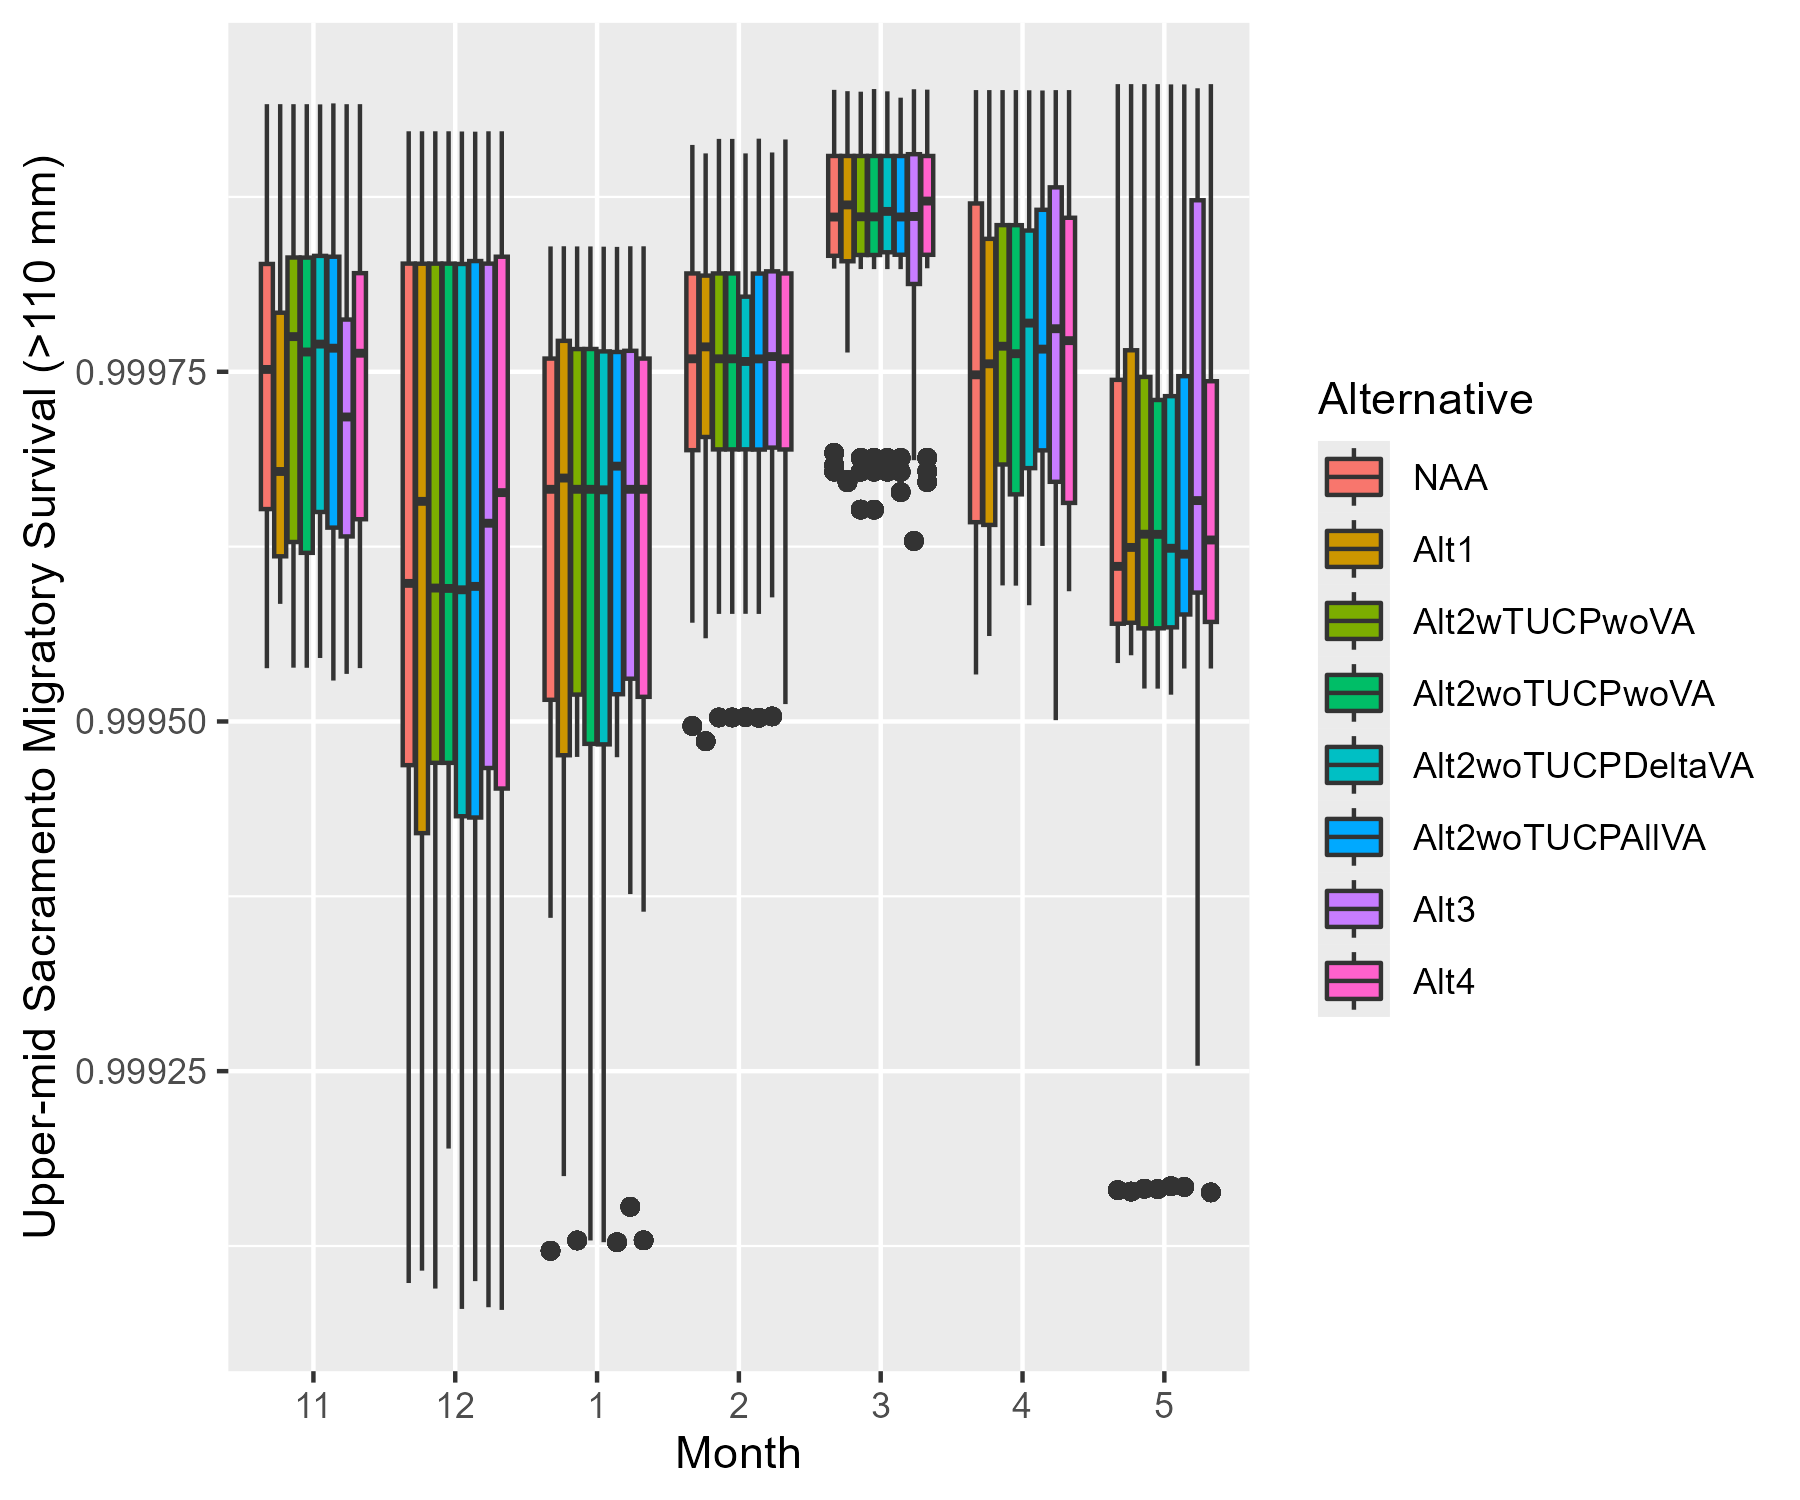 Upper-mid Sacramento Migratory Survival (>110 mm)
0.99975
0.99950
0.99925
11 12 1 2 3 4 5
Month
Alternative
NAA
Alt1
Alt2wTUCPwoVA
Alt2woTUCPwoVA
Alt2woTUCPDeltaVA
Alt2woTUCPAllVA
Alt3
Alt4